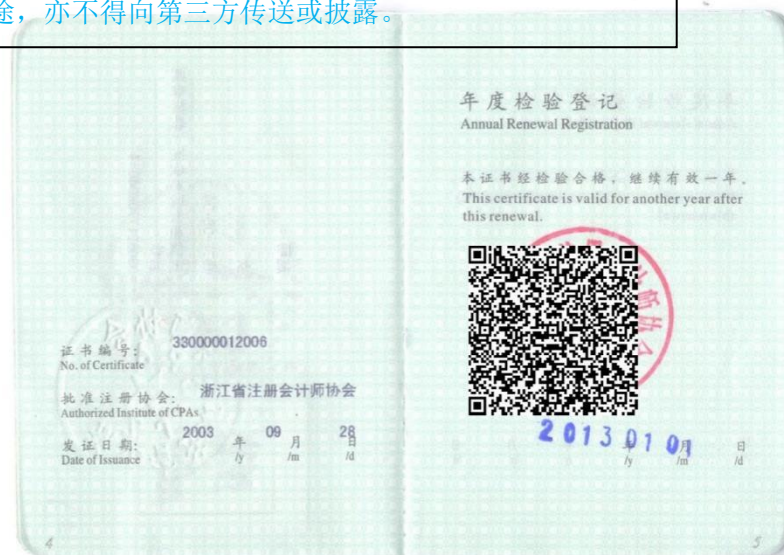 途，亦不得向第三方传送或披露。
年度检验登记
Annual Renewal Registration
本证书经检验合格，继续有效一年。
This certificate is valid for another year after
this renewal.
证书编号: 330000012006
No. of Certificate
批准注册协会: 浙江省注册会计师协会
Authorized Institute of CPAs
发证日期: 2003 年 09 月 28 日
Date of Issuance /y /m /d
2013 01 01
年 月 日
/y /m /d
4
5